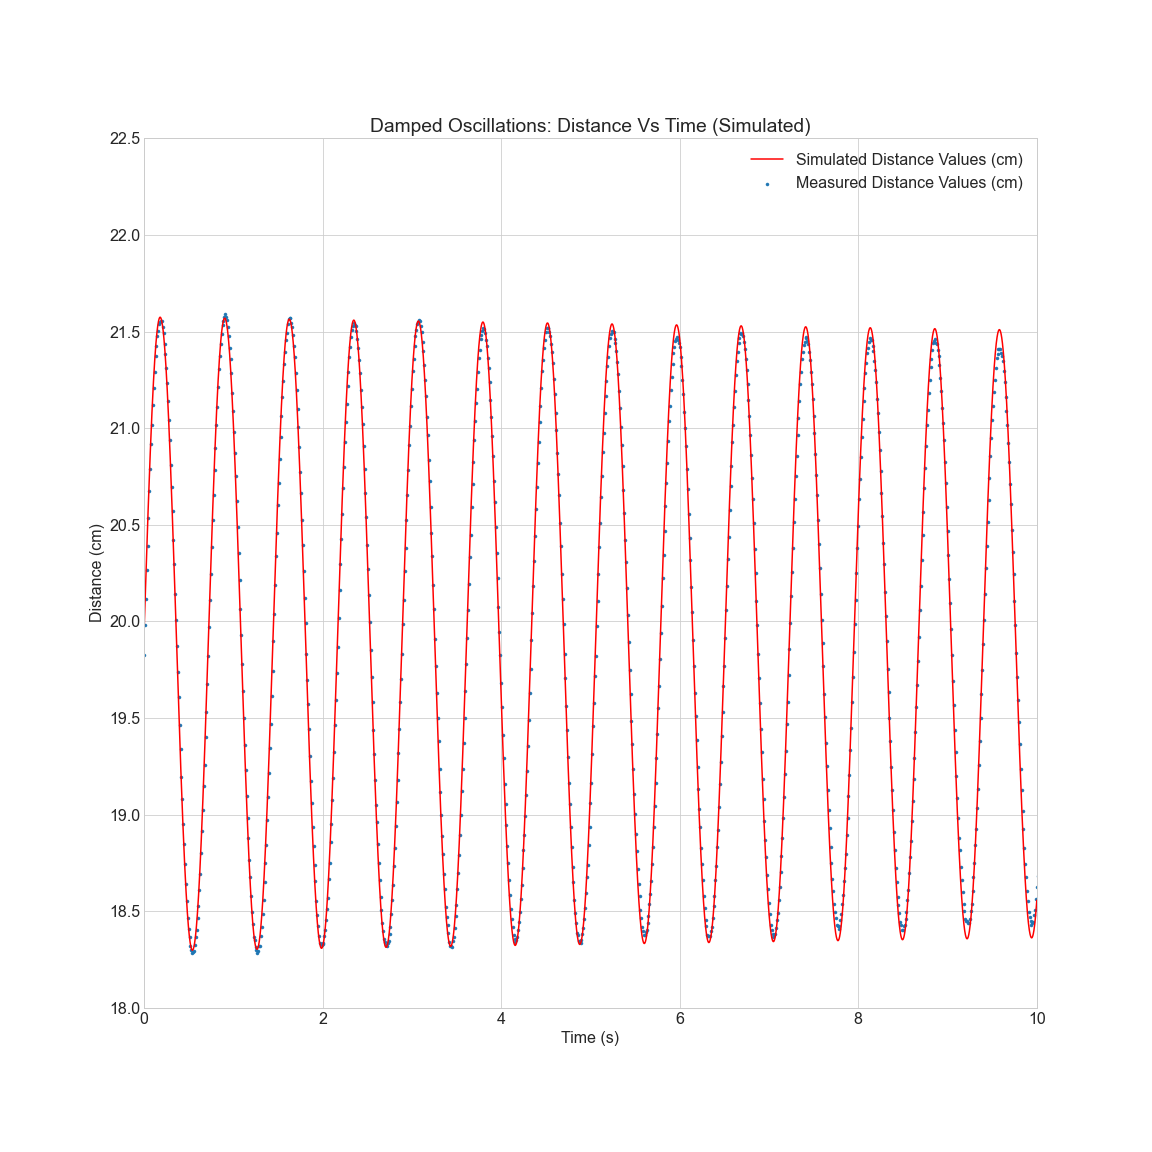 Damped Oscillations: Distance Vs Time (Simulated)
Simulated Distance Values (cm)
Measured Distance Values (cm)
22.5
22.0
21.5
21.0
20.5
20.0
19.5
19.0
18.5
18.0
Distance (cm)
0 2 4 6 8 10
Time (s)